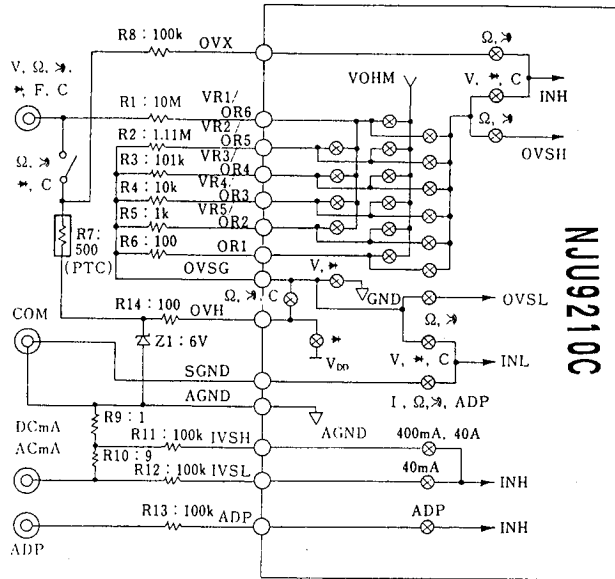 R8：100k
OVX
Ω,
V, Ω,
F, C
R1：10M
VR1/
OR6
R2：1.11M
VR2/
OR5
R3：101k
VR3/
OR4
R4：10k
VR4/
OR3
R5：1k
VR5/
OR2
R6：100
OR1
OVSG
VOHM
V, C
INH
Ω,
OVSH
Ω,
C
R7：
500
(PTC)
V,
GND
Ω, C
OVSL
Ω,
R14：100
OVH
COM
Z1：6V
VDD
V, C
INL
SGND
I, Ω, ADP
AGND
AGND
R9：1
DCmA
ACmA
R10：9
R11：100k
IVSH
400mA, 40A
R12：100k
IVSL
40mA
INH
R13：100k
ADP
ADP
INH
ADP
NJU9210C